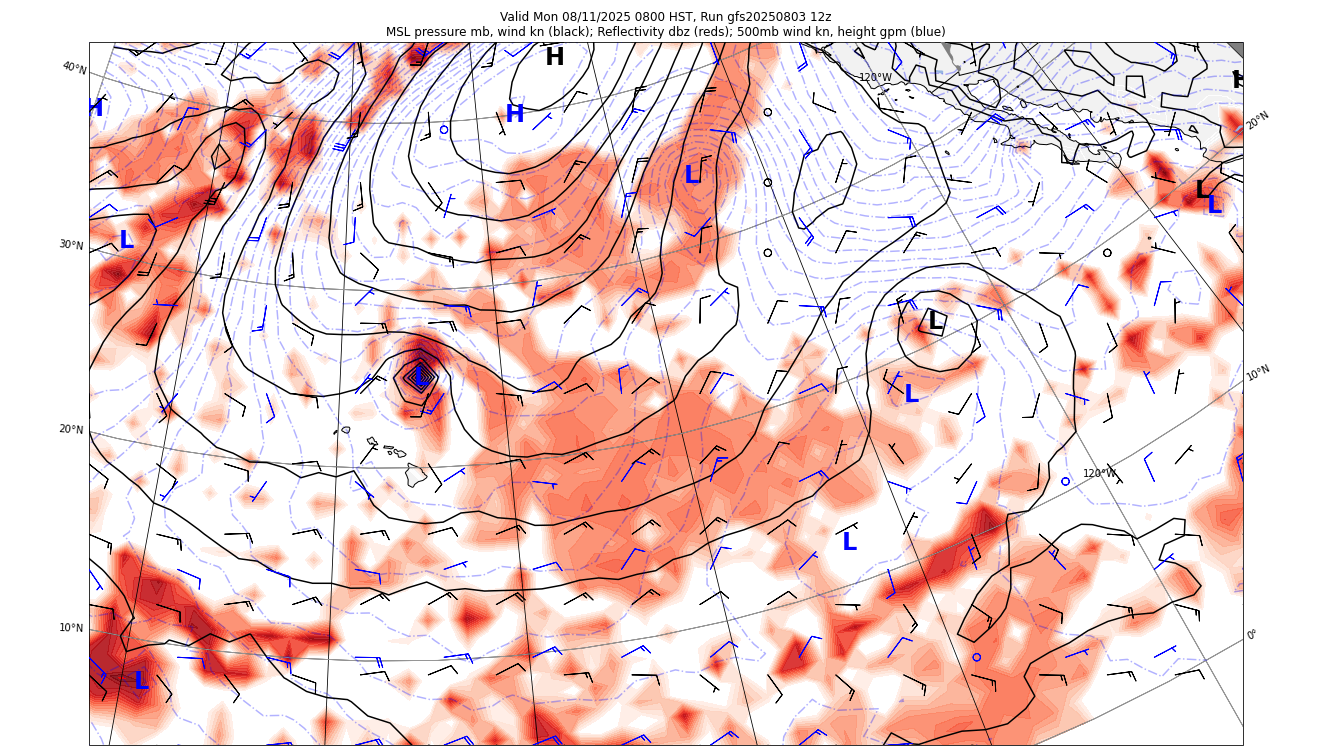 Valid Mon 08/11/2025 0800 HST, Run gfs20250803 12z
MSL pressure mb, wind kn (black); Reflectivity dbz (reds); 500mb wind kn, height gpm (blue)
H
40°N
120°W
H
H
H
20°N
L
L
L
30°N
L
L
10°N
L
L
20°N
120°W
L
10°N
0°
L